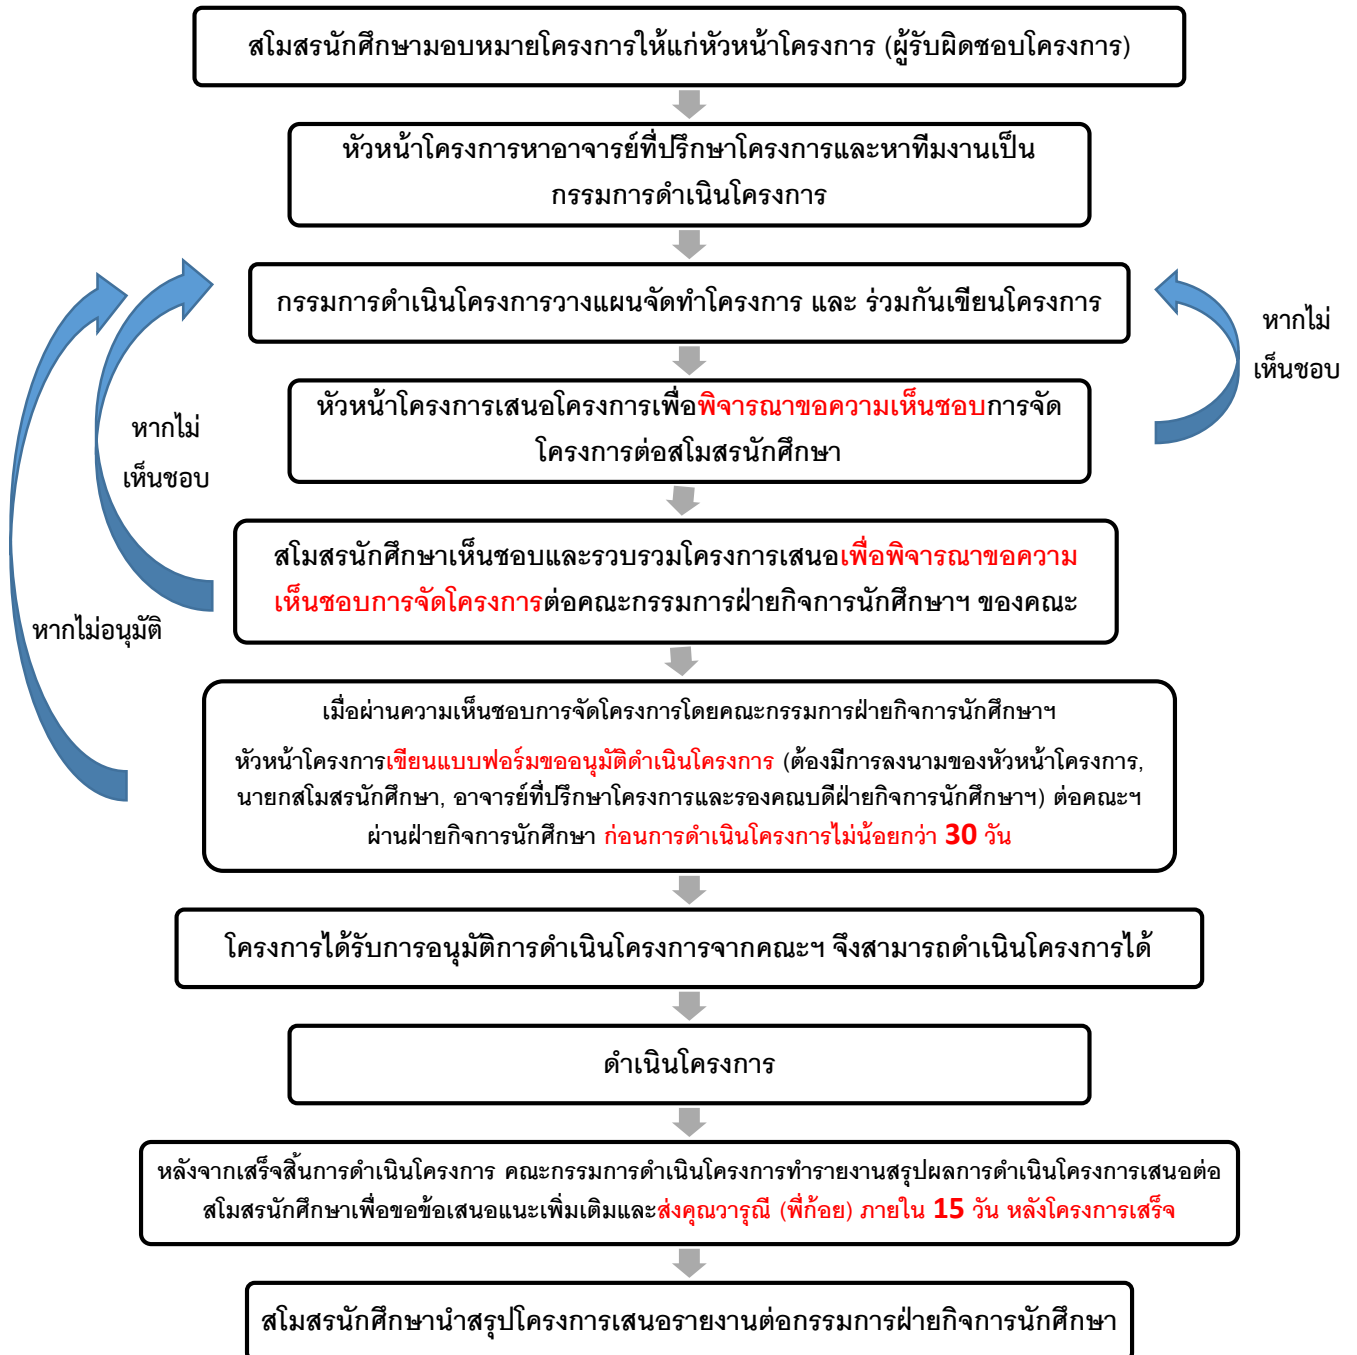 สโมสรนักศึกษามอบหมายโครงการให้แก่หัวหน้าโครงการ (ผู้รับผิดชอบโครงการ)
หัวหน้าโครงการหาอาจารย์ที่ปรึกษาโครงการและหาทีมงานเป็น
กรรมการดำเนินโครงการ
กรรมการดำเนินโครงการวางแผนจัดทำโครงการ และ ร่วมกันเขียนโครงการ
หากไม่
เห็นชอบ
หัวหน้าโครงการเสนอโครงการเพื่อพิจารณาขอความเห็นชอบการจัด
โครงการต่อสโมสรนักศึกษา
หากไม่
เห็นชอบ
สโมสรนักศึกษาเห็นชอบและรวบรวมโครงการเสนอเพื่อพิจารณาขอความ
เห็นชอบการจัดโครงการต่อคณะกรรมการฝ่ายกิจการนักศึกษาฯ ของคณะ
หากไม่อนุมัติ
เมื่อผ่านความเห็นชอบการจัดโครงการโดยคณะกรรมการฝ่ายกิจการนักศึกษาฯ
หัวหน้าโครงการเขียนแบบฟอร์มขออนุมัติดำเนินโครงการ (ต้องมีการลงนามของหัวหน้าโครงการ,
นายกสโมสรนักศึกษา, อาจารย์ที่ปรึกษาโครงการและรองคณบดีฝ่ายกิจการนักศึกษาฯ) ต่อคณะฯ
ผ่านฝ่ายกิจการนักศึกษา ก่อนการดำเนินโครงการไม่น้อยกว่า 30 วัน
โครงการได้รับการอนุมัติการดำเนินโครงการจากคณะฯ จึงสามารถดำเนินโครงการได้
ดำเนินโครงการ
หลังจากเสร็จสิ้นการดำเนินโครงการ คณะกรรมการดำเนินโครงการทำรายงานสรุปผลการดำเนินโครงการเสนอต่อ
สโมสรนักศึกษาเพื่อขอข้อเสนอแนะเพิ่มเติมและส่งคุณวารุณี (พี่ก้อย) ภายใน 15 วัน หลังโครงการเสร็จ
สโมสรนักศึกษานำสรุปโครงการเสนอรายงานต่อกรรมการฝ่ายกิจการนักศึกษา